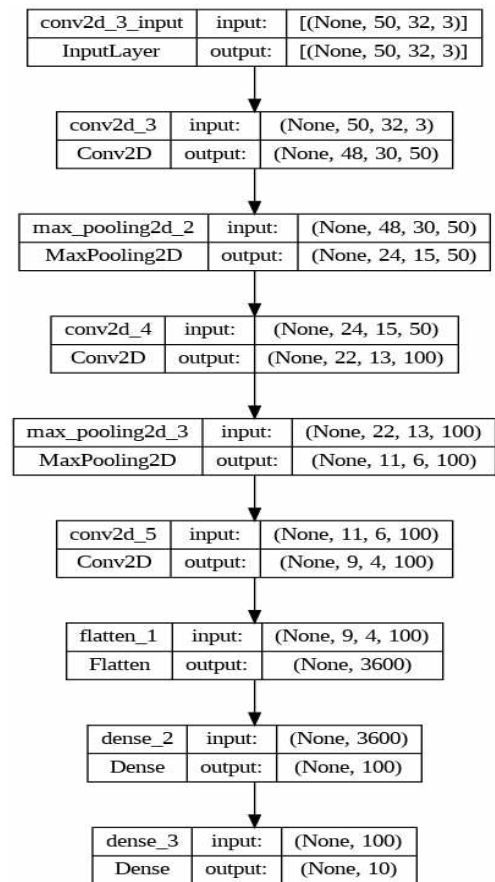 conv2d_3_input input: [(None, 50, 32, 3)]
InputLayer output: [(None, 50, 32, 3)]
conv2d_3 input: (None, 50, 32, 3)
Conv2D output: (None, 48, 30, 50)
max_pooling2d_2 input: (None, 48, 30, 50)
MaxPooling2D output: (None, 24, 15, 50)
conv2d_4 input: (None, 24, 15, 50)
Conv2D output: (None, 22, 13, 100)
max_pooling2d_3 input: (None, 22, 13, 100)
MaxPooling2D output: (None, 11, 6, 100)
conv2d_5 input: (None, 11, 6, 100)
Conv2D output: (None, 9, 4, 100)
flatten_1 input: (None, 9, 4, 100)
Flatten output: (None, 3600)
dense_2 input: (None, 3600)
Dense output: (None, 100)
dense_3 input: (None, 100)
Dense output: (None, 10)